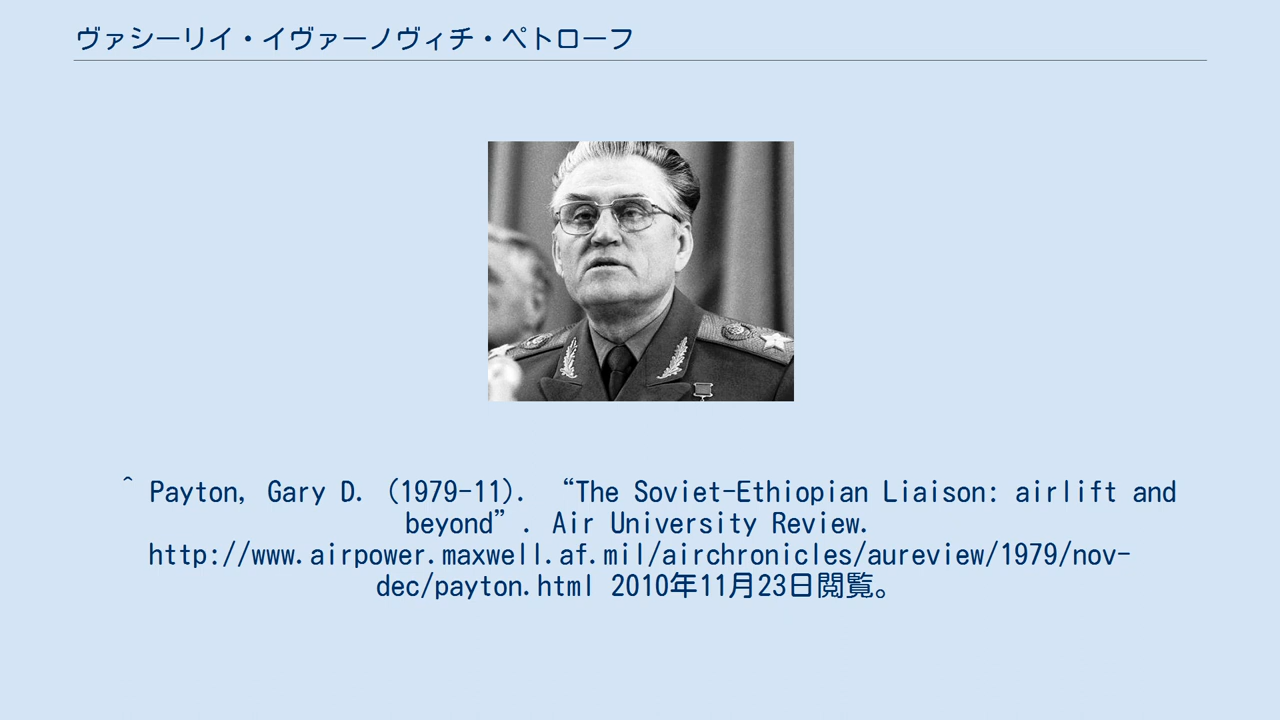 ヴァシーリイ・イヴァーノヴィチ・ペトローフ
^ Payton, Gary D. (1979-11). “The Soviet-Ethiopian Liaison: airlift and
beyond”. Air University Review.
http://www.airpower.maxwell.af.mil/airchronicles/aureview/1979/nov-
dec/payton.html 2010年11月23日閲覧。